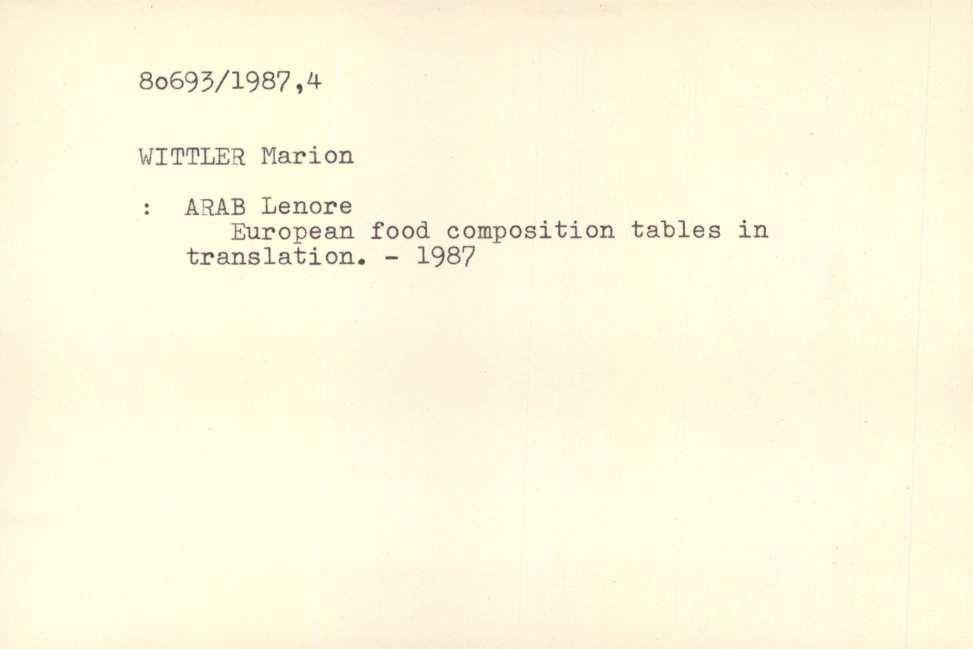 8o693/1987,4
WITTLER Marion
: ARAB Lenore
European food composition tables in
translation. - 1987